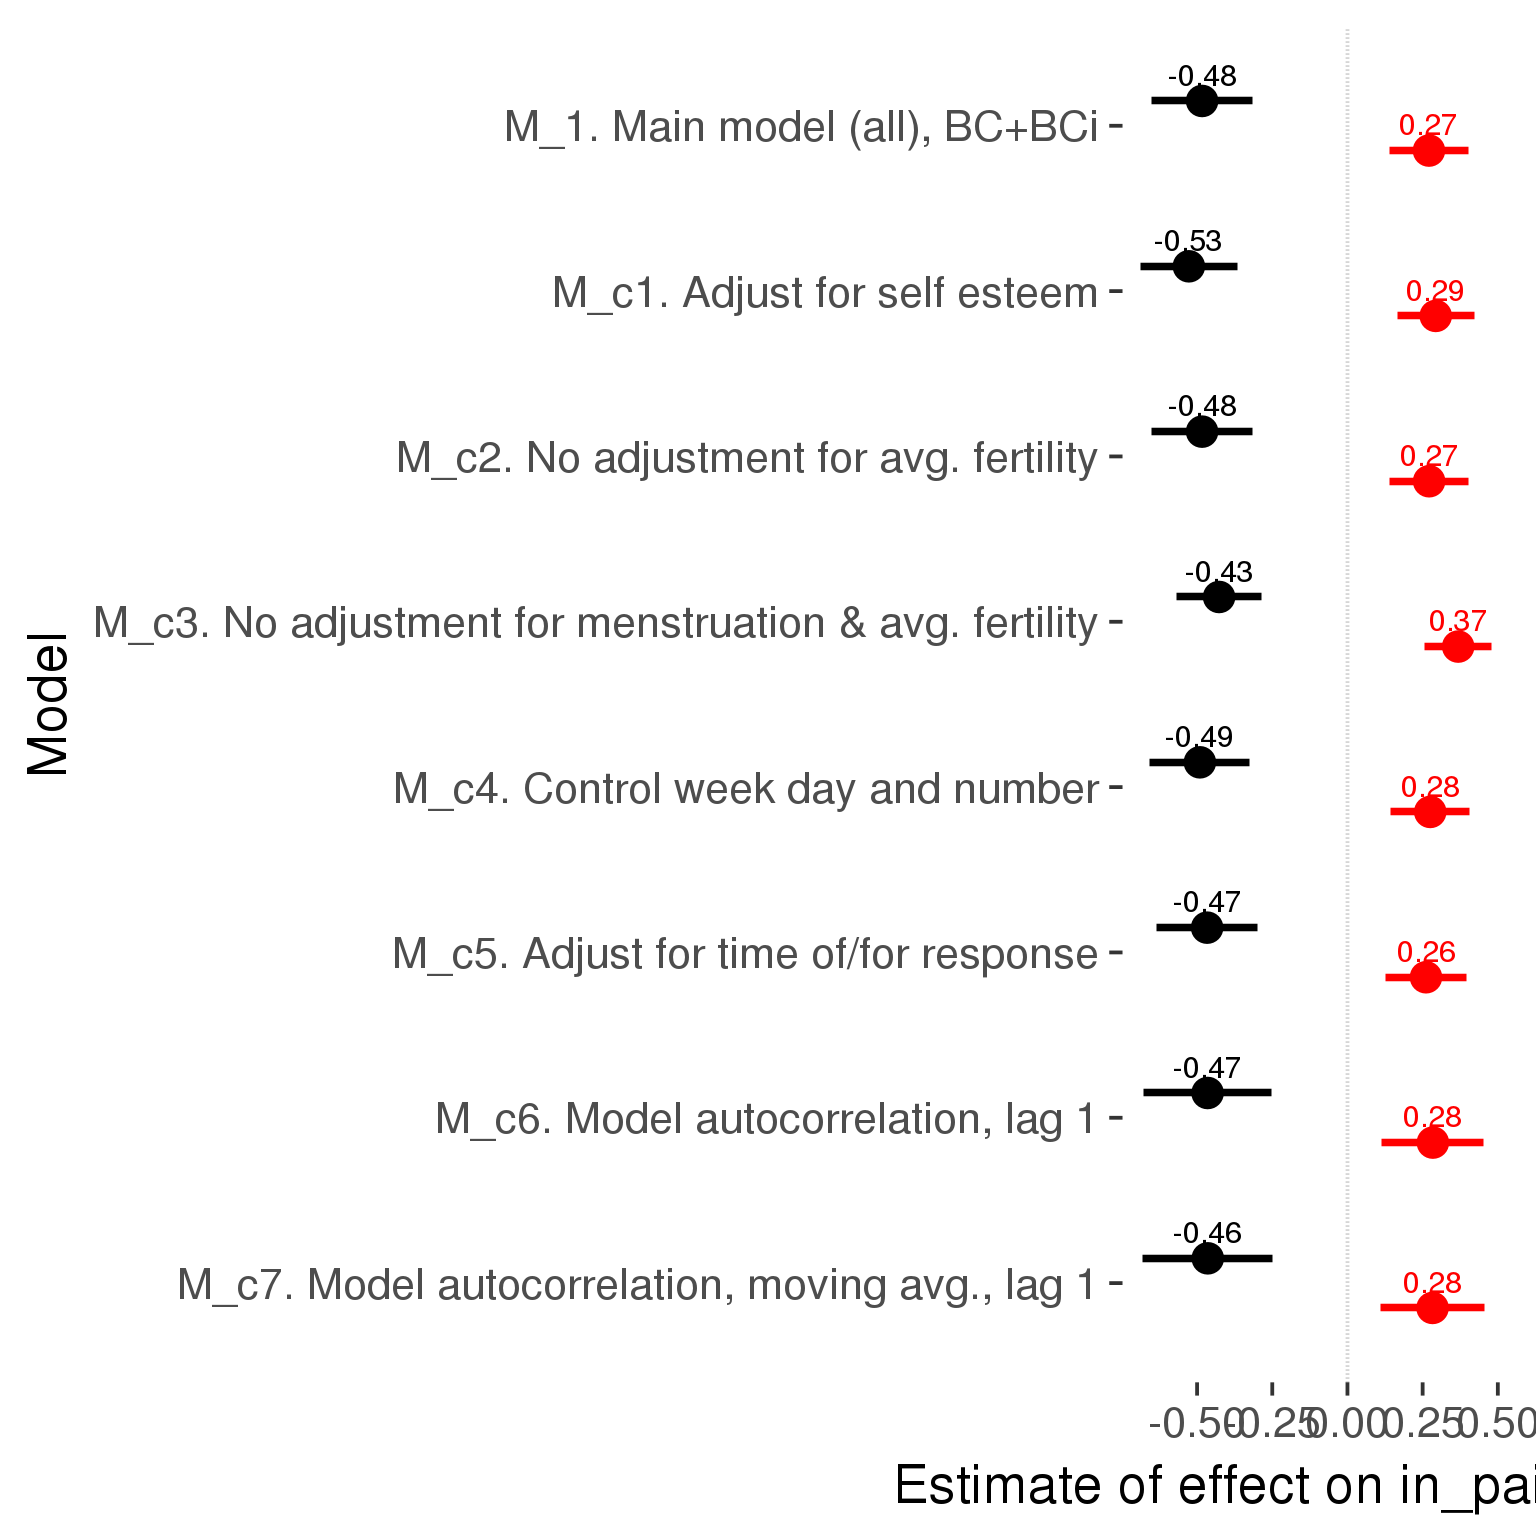 -0.48
M_1. Main model (all), BC+BCi
0.27
-0.53
M_c1. Adjust for self esteem
0.29
-0.48
M_c2. No adjustment for avg. fertility
0.27
-0.43
M_c3. No adjustment for menstruation & avg. fertility
0.37
Model
-0.49
M_c4. Control week day and number
0.28
-0.47
M_c5. Adjust for time of/for response
0.26
-0.47
M_c6. Model autocorrelation, lag 1
0.28
-0.46
M_c7. Model autocorrelation, moving avg., lag 1
0.28
-0.50 -0.25 0.00 0.25 0.50
Estimate of effect on in_pai